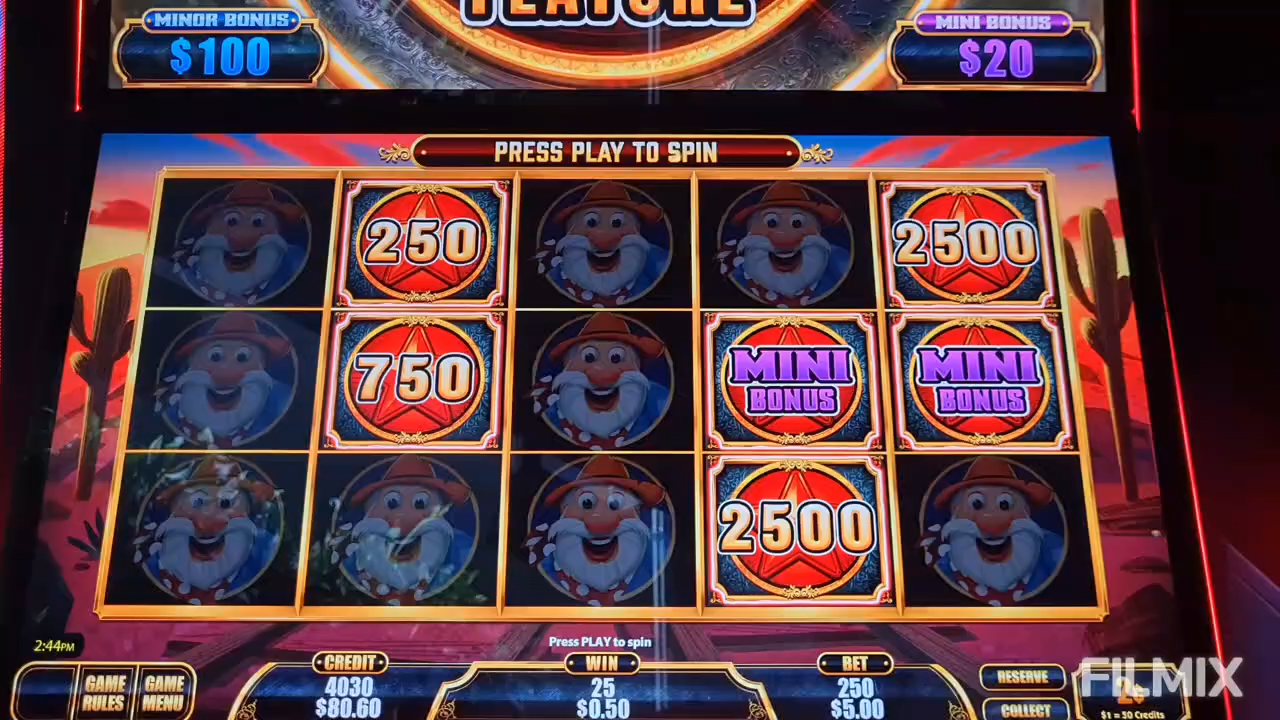 FEATURE
MINOR BONUS
$100
MINI BONUS
$20
PRESS PLAY TO SPIN
250
2500
750
MINI
BONUS
MINI
BONUS
2500
2:44PM
Press PLAY to spin
GAME
RULES
GAME
MENU
CREDIT
4030
$80.60
WIN
25
$0.50
BET
250
$5.00
RESERVE
COLLECT
2¢
$1 = 50 Credits
FILMIX